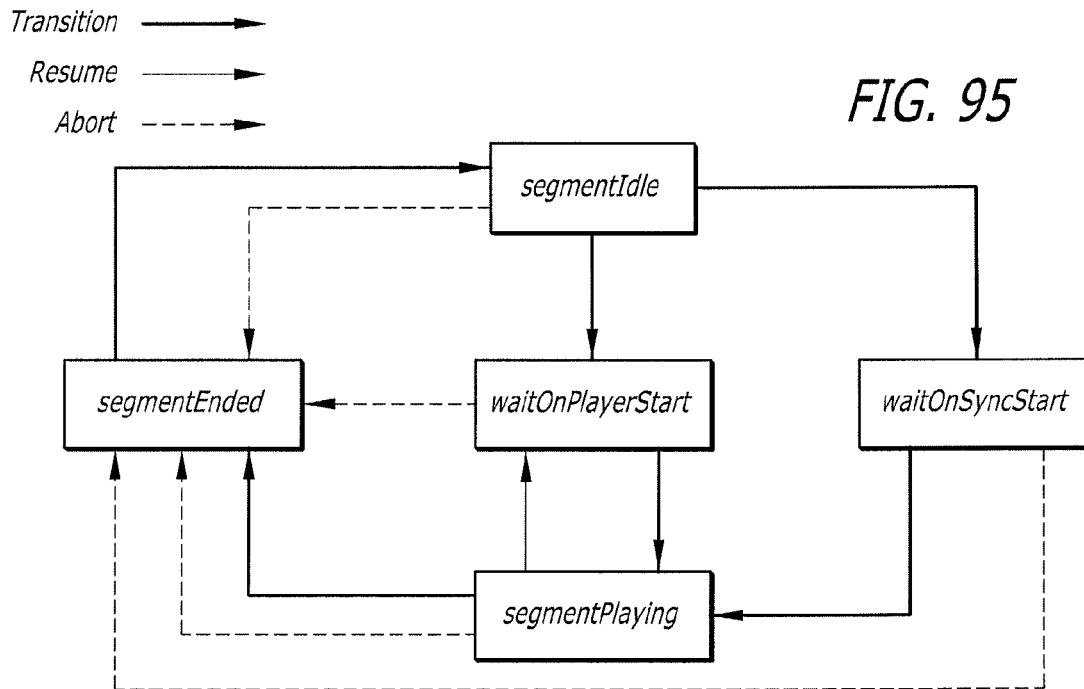 Transition
Resume
Abort
FIG. 95
segmentIdle
segmentEnded
waitOnPlayerStart
waitOnSyncStart
segmentPlaying